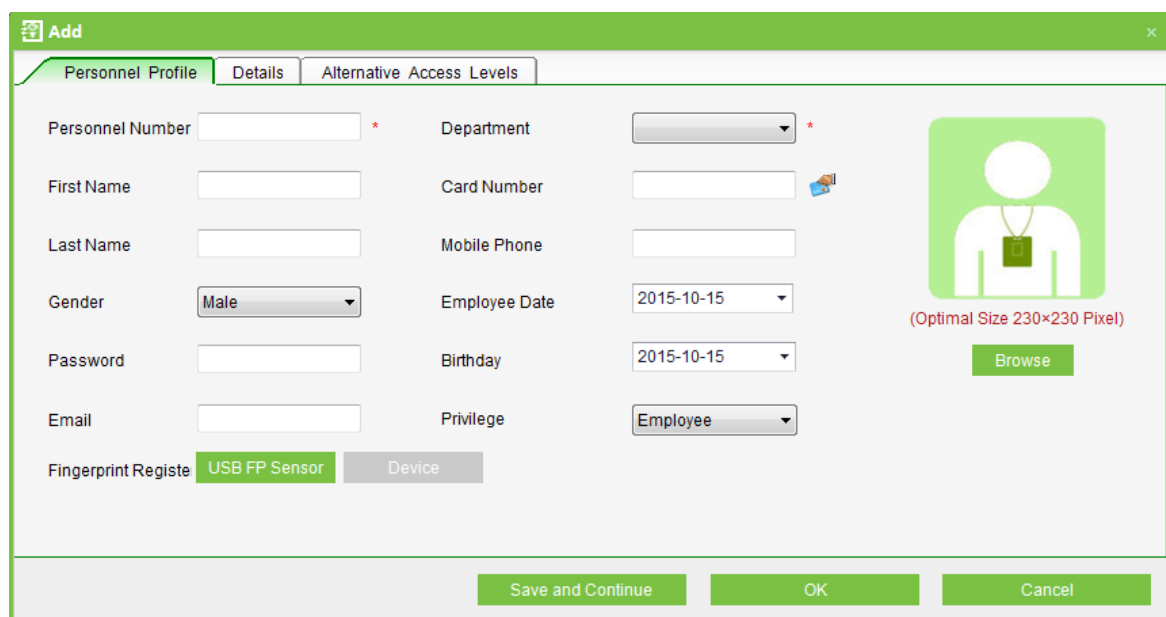 Add
Personnel Profile Details Alternative Access Levels
Personnel Number * Department *
First Name Card Number
Last Name Mobile Phone
Gender Male Employee Date 2015-10-15
(Optimal Size 230×230 Pixel)
Password Birthday 2015-10-15 Browse
Email Privilege Employee
Fingerprint Registe USB FP Sensor Device
Save and Continue OK Cancel